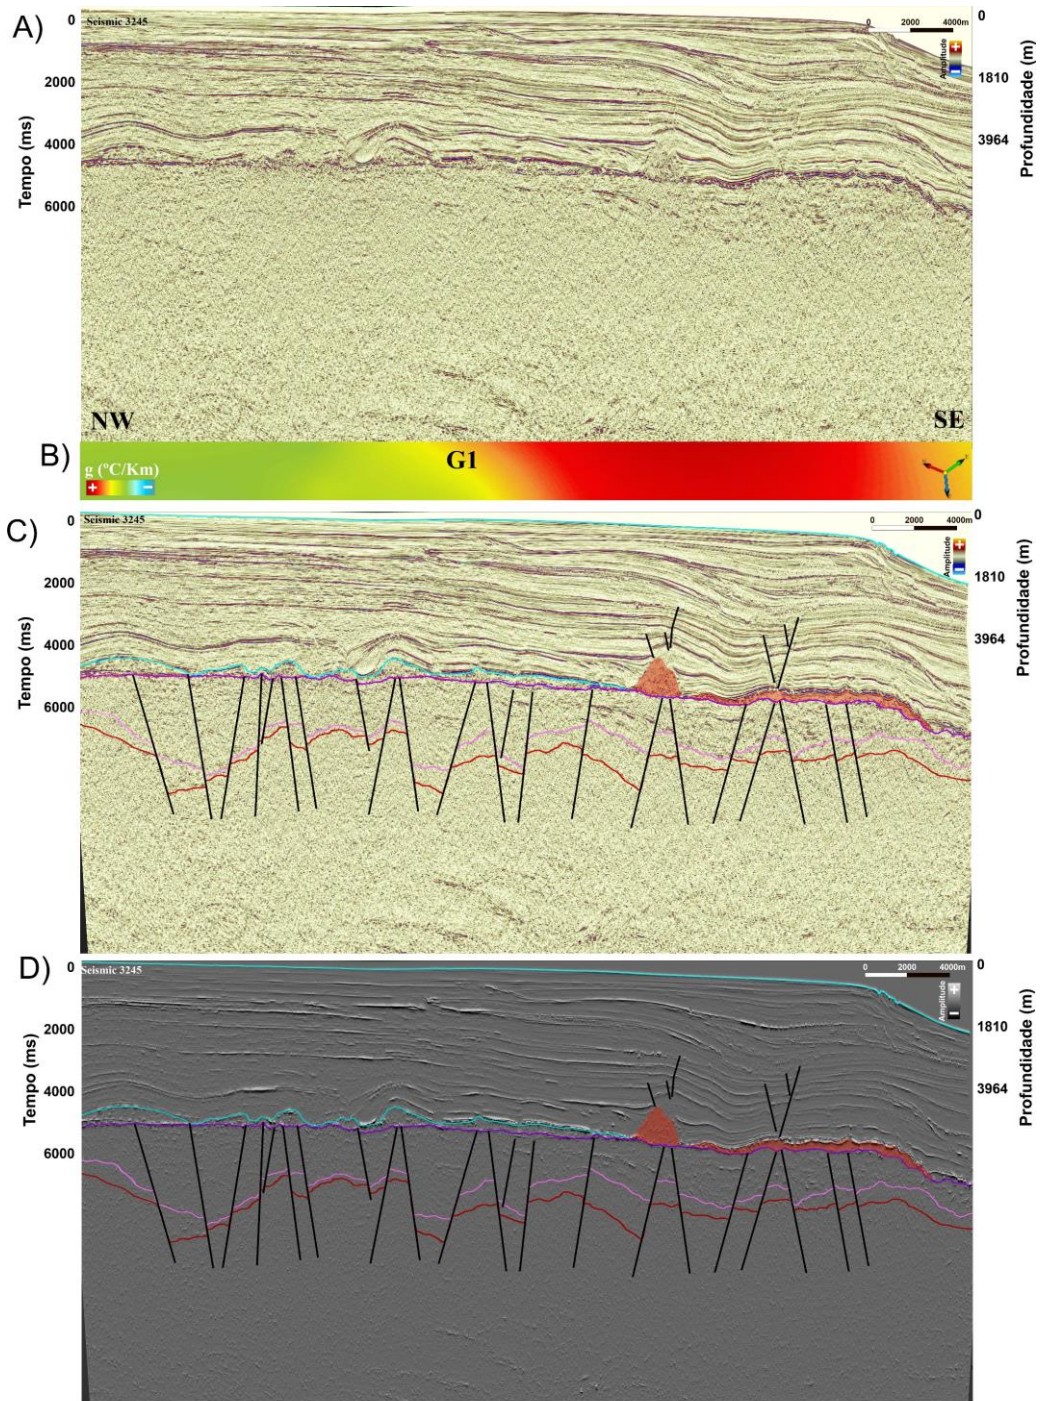 A)
Seismic 3245
0
2000
4000
6000
Tempo (ms)
0 2000 4000m
Amplitude
+
−
0
1810
3964
Profundidade (m)
NW
SE
B)
g (°C/Km)
+ −
G1
C)
Seismic 3245
0
2000
4000
6000
Tempo (ms)
0 2000 4000m
Amplitude
+
−
0
1810
3964
Profundidade (m)
D)
Seismic 3245
0
2000
4000
6000
Tempo (ms)
0 2000 4000m
Amplitude
+
−
0
1810
3964
Profundidade (m)